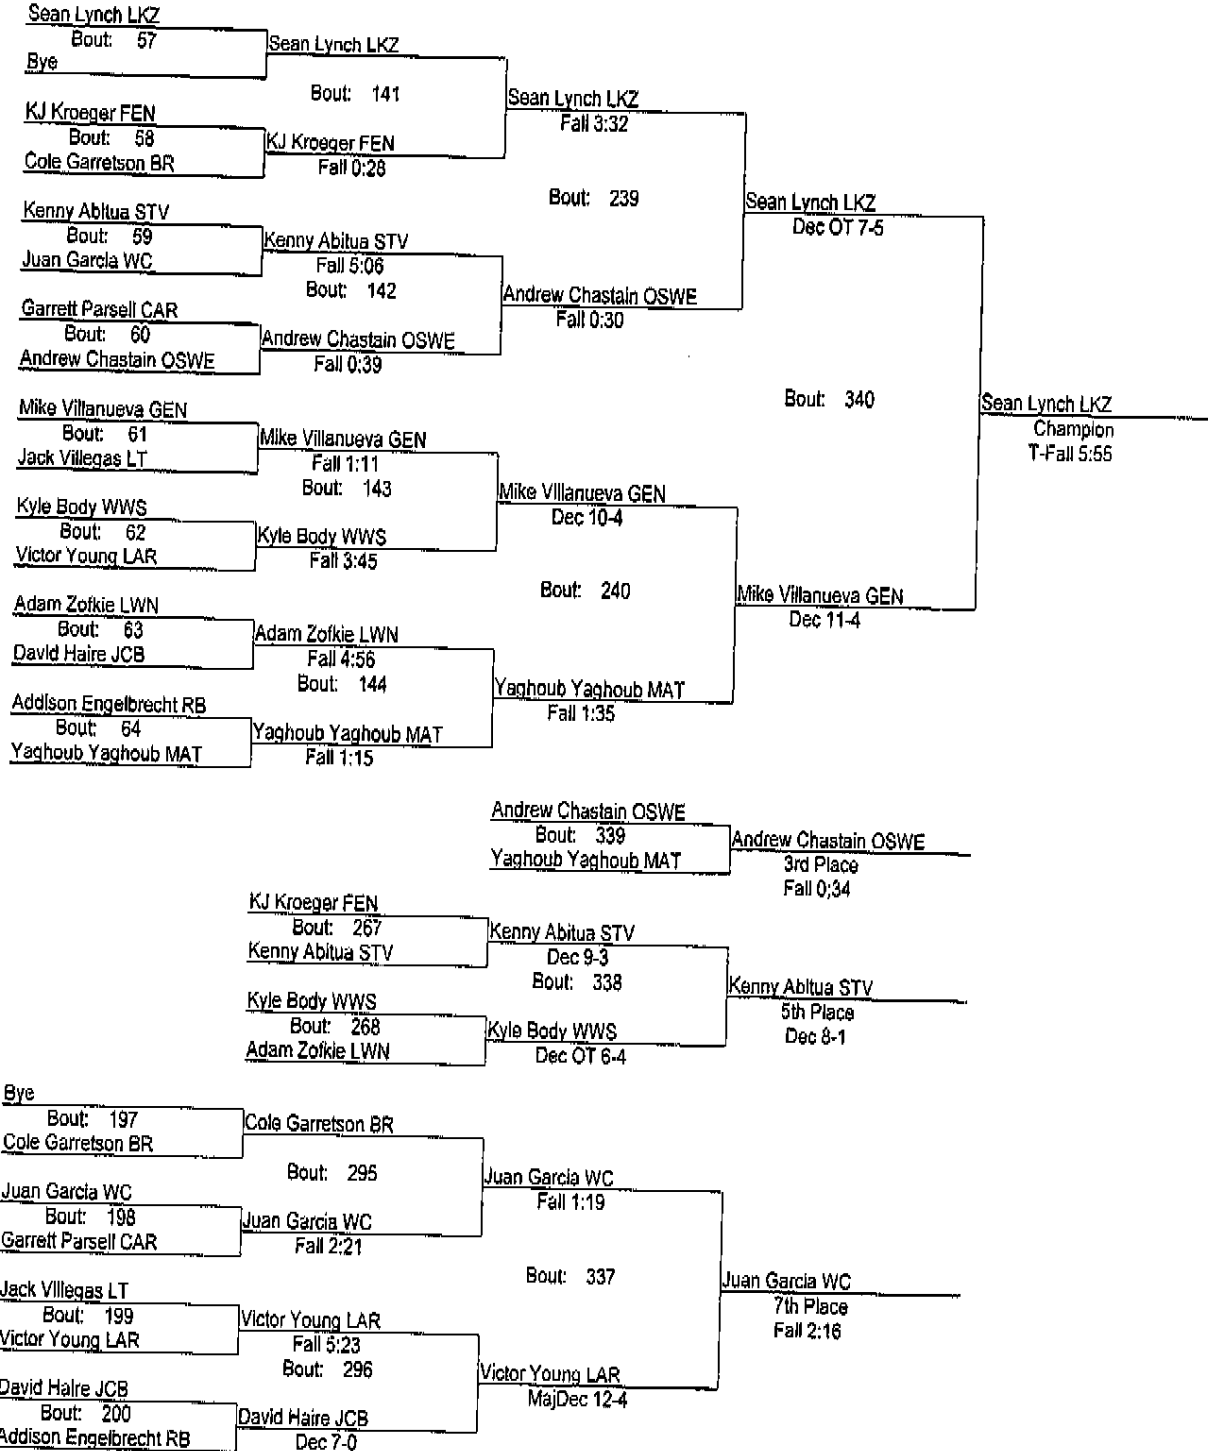 Sean Lynch LKZ
Bout: 57
Bye
Sean Lynch LKZ
Bout: 141
KJ Kroeger FEN
Bout: 58
Cole Garretson BR
KJ Kroeger FEN
Fall 0:28
Sean Lynch LKZ
Fall 3:32
Bout: 239
Kenny Abitua STV
Bout: 59
Juan Garcia WC
Kenny Abitua STV
Fall 5:06
Bout: 142
Garrett Parsell CAR
Bout: 60
Andrew Chastain OSWE
Andrew Chastain OSWE
Fall 0:39
Andrew Chastain OSWE
Fall 0:30
Sean Lynch LKZ
Dec OT 7-5
Bout: 340
Sean Lynch LKZ
Champion
T-Fall 5:55
Mike Villanueva GEN
Bout: 61
Jack Villegas LT
Mike Villanueva GEN
Fall 1:11
Bout: 143
Kyle Body WWS
Bout: 62
Victor Young LAR
Kyle Body WWS
Fall 3:45
Mike Villanueva GEN
Dec 10-4
Bout: 240
Mike Villanueva GEN
Dec 11-4
Adam Zofkie LWN
Bout: 63
David Haire JCB
Adam Zofkie LWN
Fall 4:56
Bout: 144
Addison Engelbrecht RB
Bout: 64
Yaghoub Yaghoub MAT
Yaghoub Yaghoub MAT
Fall 1:15
Yaghoub Yaghoub MAT
Fall 1:35
Andrew Chastain OSWE
Bout: 339
Yaghoub Yaghoub MAT
Andrew Chastain OSWE
3rd Place
Fall 0;34
KJ Kroeger FEN
Bout: 267
Kenny Abitua STV
Kenny Abitua STV
Dec 9-3
Bout: 338
Kyle Body WWS
Bout: 268
Adam Zofkie LWN
Kyle Body WWS
Dec OT 6-4
Kenny Abitua STV
5th Place
Dec 8-1
Bye
Bout: 197
Cole Garretson BR
Cole Garretson BR
Bout: 295
Juan Garcia WC
Bout: 198
Garrett Parsell CAR
Juan Garcia WC
Fall 2:21
Juan Garcia WC
Fall 1:19
Bout: 337
Juan Garcia WC
7th Place
Fall 2:16
Jack Villegas LT
Bout: 199
Victor Young LAR
Victor Young LAR
Fall 5:23
Bout: 296
David Haire JCB
Bout: 200
Addison Engelbrecht RB
David Haire JCB
Dec 7-0
Victor Young LAR
MajDec 12-4